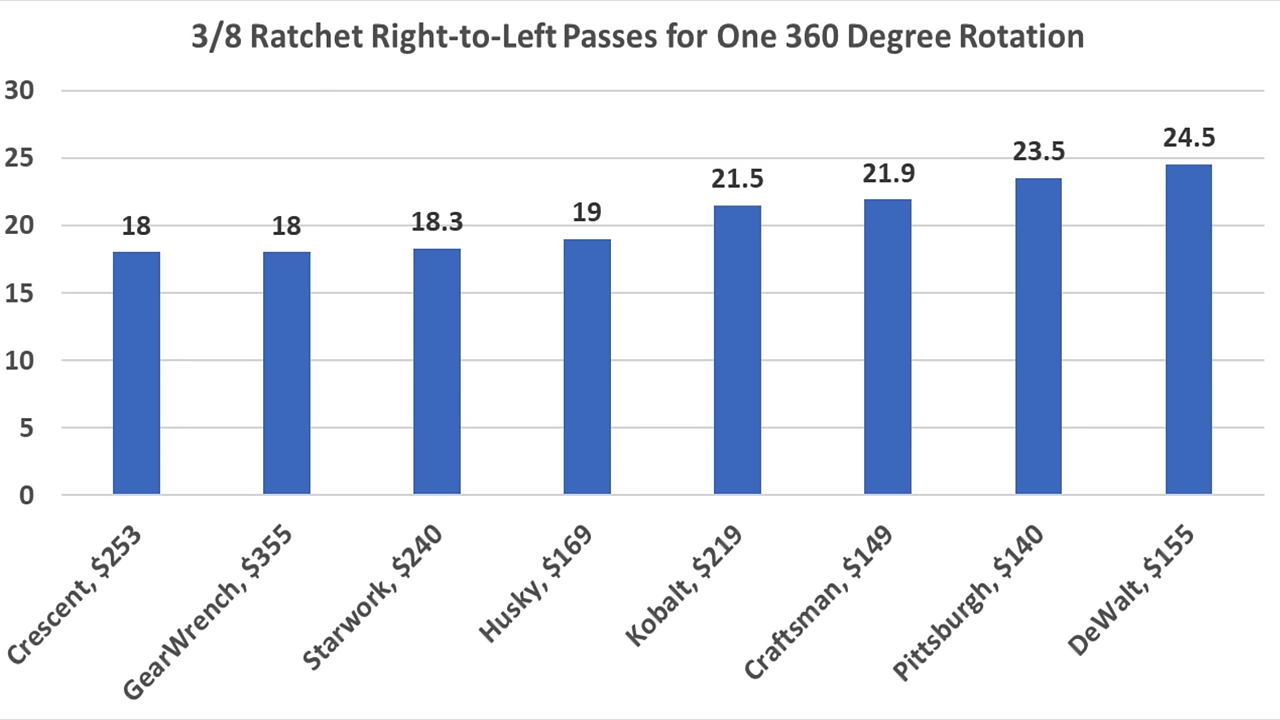 3/8 Ratchet Right-to-Left Passes for One 360 Degree Rotation
30
25
20
15
10
5
0
18
18
18.3
19
21.5
21.9
23.5
24.5
Crescent, $253
GearWrench, $355
Starwork, $240
Husky, $169
Kobalt, $219
Craftsman, $149
Pittsburgh, $140
DeWalt, $155